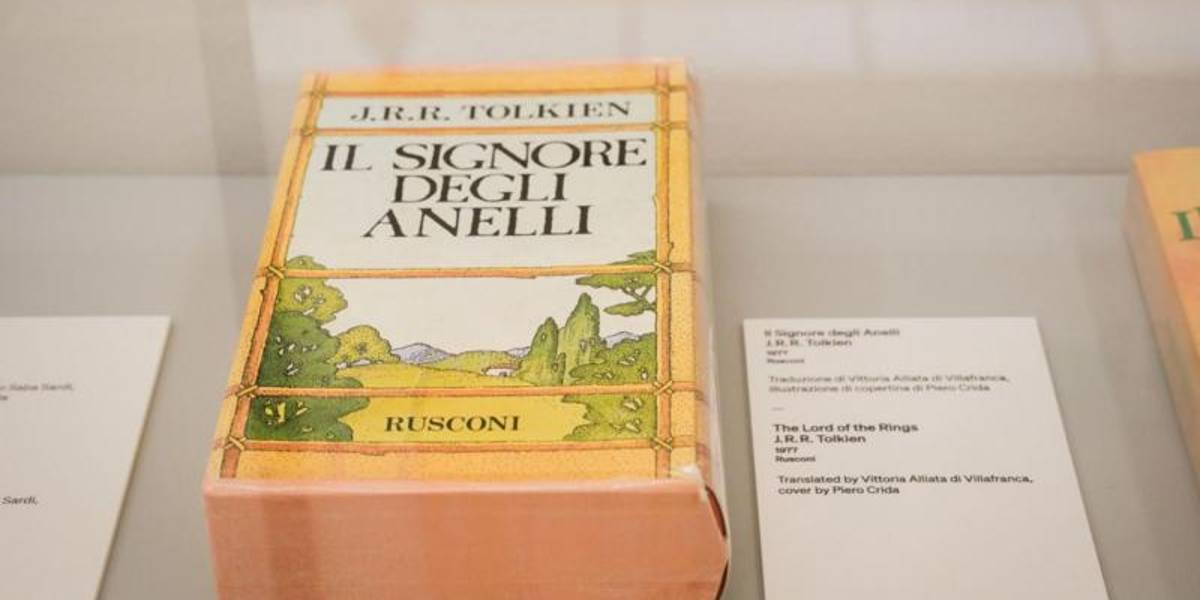 J.R.R. TOLKIEN
IL SIGNORE
DEGLI
ANELLI
RUSCONI
Il Signore degli Anelli
J.R.R. Tolkien
1977
Rusconi
Traduzione di Vittoria Alliata di Villafranca,
illustrazione di copertina di Piero Crida
—
The Lord of the Rings
J.R.R. Tolkien
1977
Rusconi
Translated by Vittoria Alliata di Villafranca,
cover by Piero Crida
Saba Sardi,
Sardi,